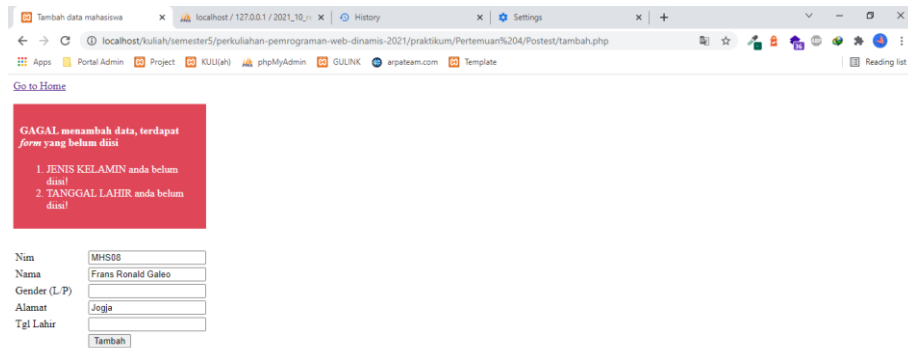 Tambah data mahasiswa
localhost / 127.0.0.1 / 2021_10_
History
Settings
localhost/kuliah/semester5/perkuliahan-pemrograman-web-dinamis-2021/praktikum/Pertemuan%204/Postest/tambah.php
Apps Portal Admin Project KULI(ah) phpMyAdmin GULINK arpateam.com Template Reading list
Go to Home
GAGAL menambah data, terdapat
form yang belum diisi
1. JENIS KELAMIN anda belum
diisi!
2. TANGGAL LAHIR anda belum
diisi!
Nim MHS08
Nama Frans Ronald Galeo
Gender (L/P)
Alamat Jogja
Tgl Lahir
Tambah